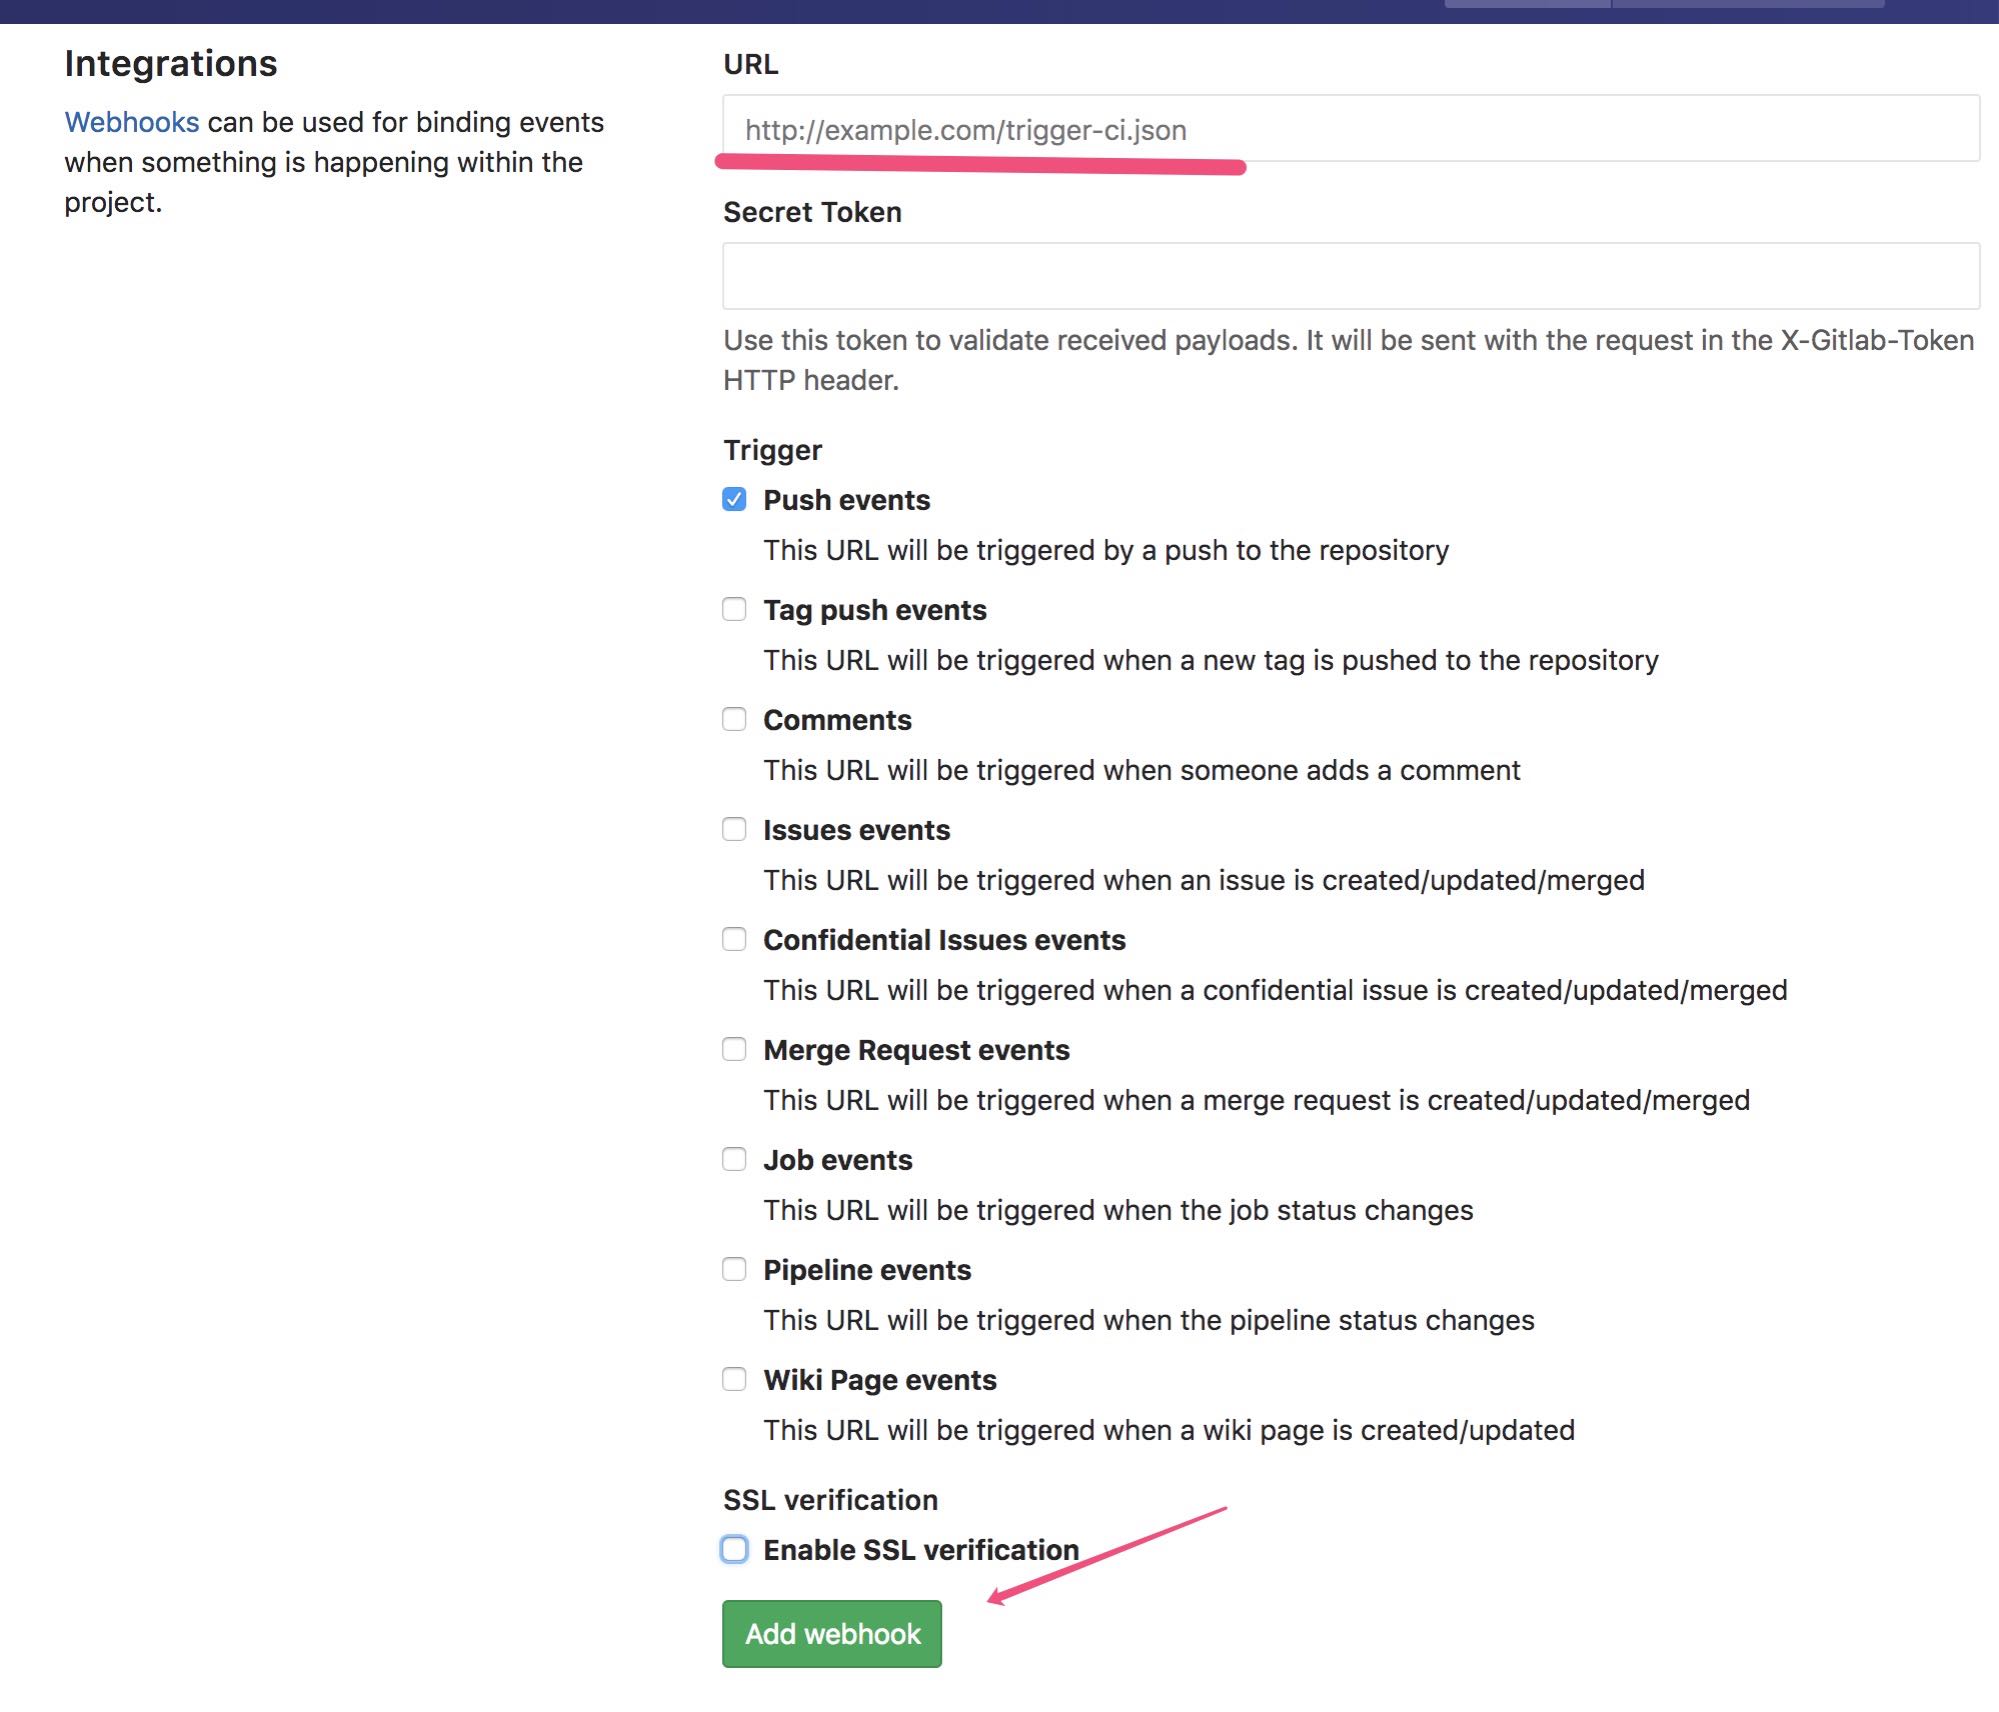 Integrations
Webhooks can be used for binding events
when something is happening within the
project.
URL
http://example.com/trigger-ci.json
Secret Token
Use this token to validate received payloads. It will be sent with the request in the X-Gitlab-Token
HTTP header.
Trigger
Push events
This URL will be triggered by a push to the repository
Tag push events
This URL will be triggered when a new tag is pushed to the repository
Comments
This URL will be triggered when someone adds a comment
Issues events
This URL will be triggered when an issue is created/updated/merged
Confidential Issues events
This URL will be triggered when a confidential issue is created/updated/merged
Merge Request events
This URL will be triggered when a merge request is created/updated/merged
Job events
This URL will be triggered when the job status changes
Pipeline events
This URL will be triggered when the pipeline status changes
Wiki Page events
This URL will be triggered when a wiki page is created/updated
SSL verification
Enable SSL verification
Add webhook